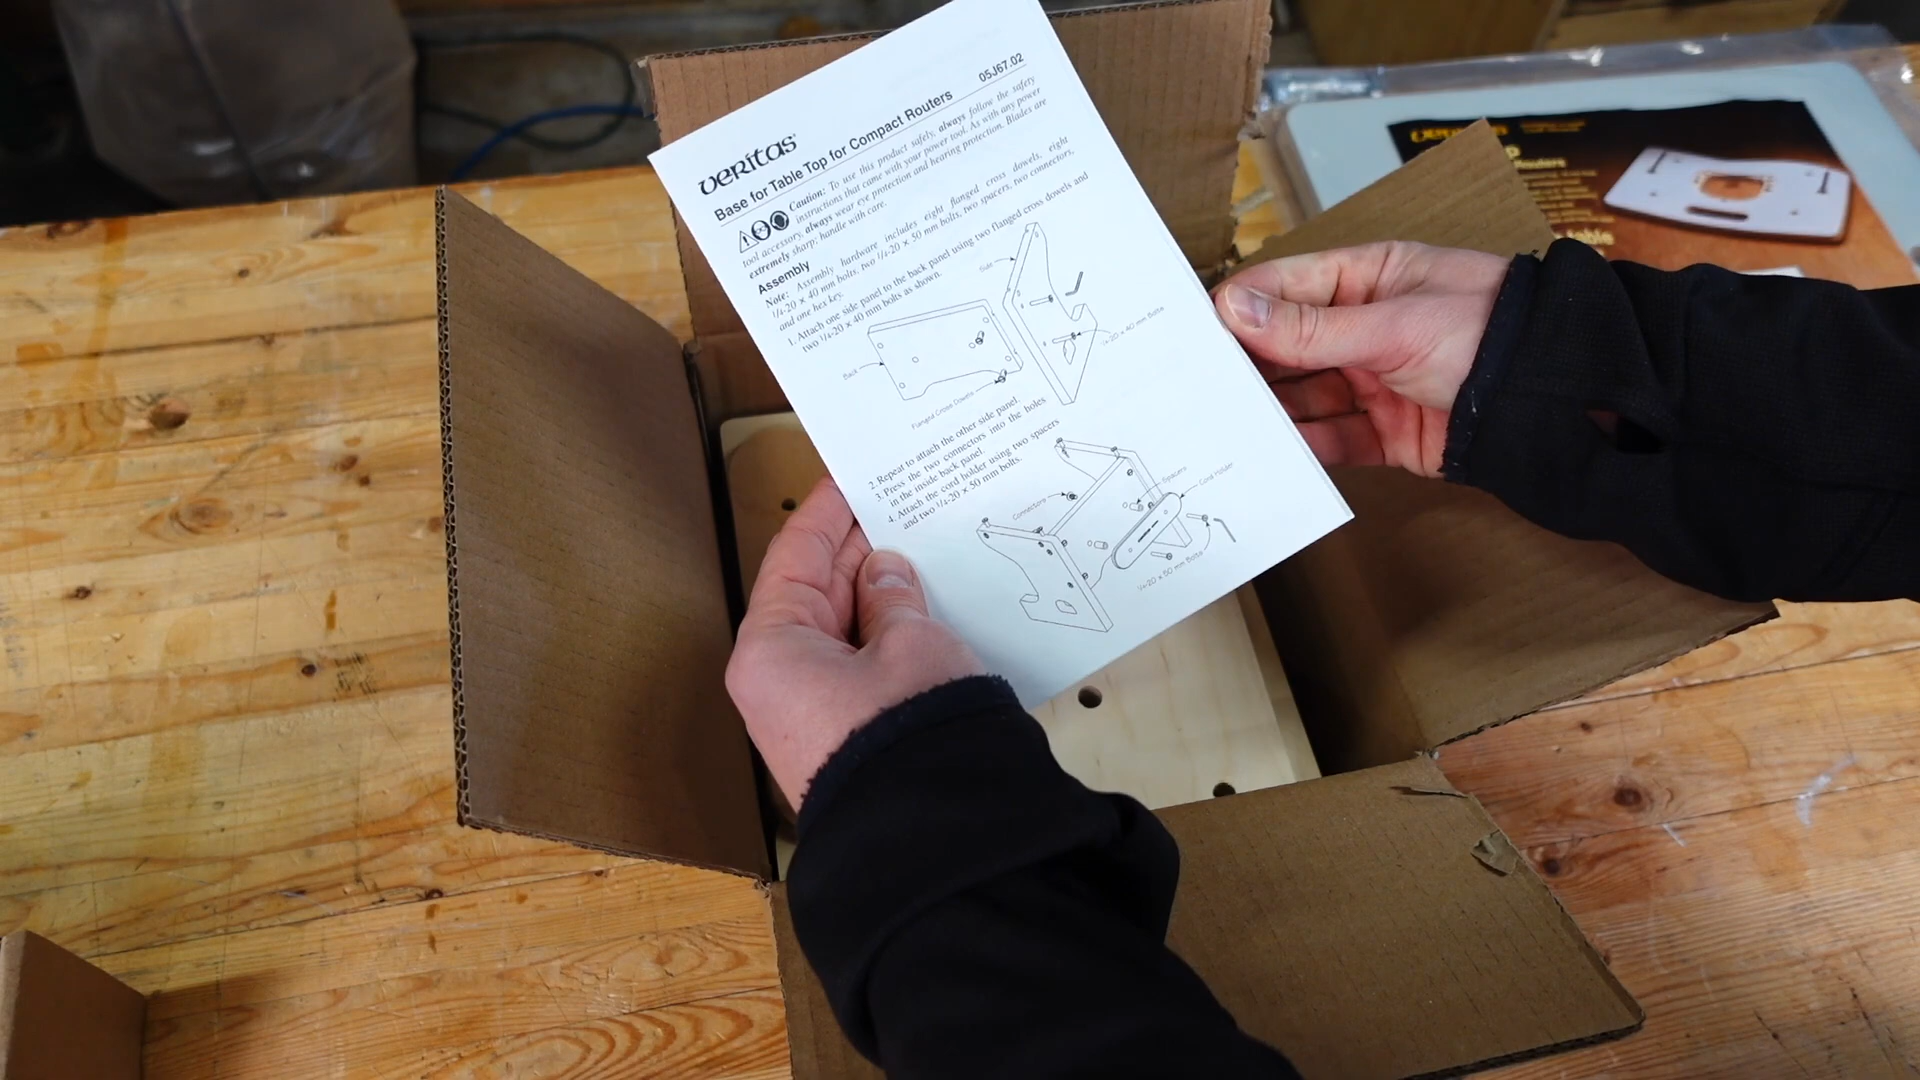 veritas®
05J67.02
Base for Table Top for Compact Routers
Caution: To use this product safely, always follow the safety
instructions that came with your power tool. As with any power
tool accessory, always wear eye protection and hearing protection. Blades are
extremely sharp; handle with care.
Assembly
Note: Assembly hardware includes eight flanged cross dowels, eight
1/4-20 x 40 mm bolts, two 1/4-20 x 50 mm bolts, two spacers, two connectors,
and one hex key.
1. Attach one side panel to the back panel using two flanged cross dowels and
two 1/4-20 x 40 mm bolts as shown.
Side
Back
1/4-20 x 40 mm Bolts
Flanged Cross Dowels
2. Repeat to attach the other side panel.
3. Press the two connectors into the holes
in the inside back panel.
4. Attach the cord holder using two spacers
and two 1/4-20 x 50 mm bolts.
Connectors
Spacers
Cord Holder
1/4-20 x 50 mm Bolts
table